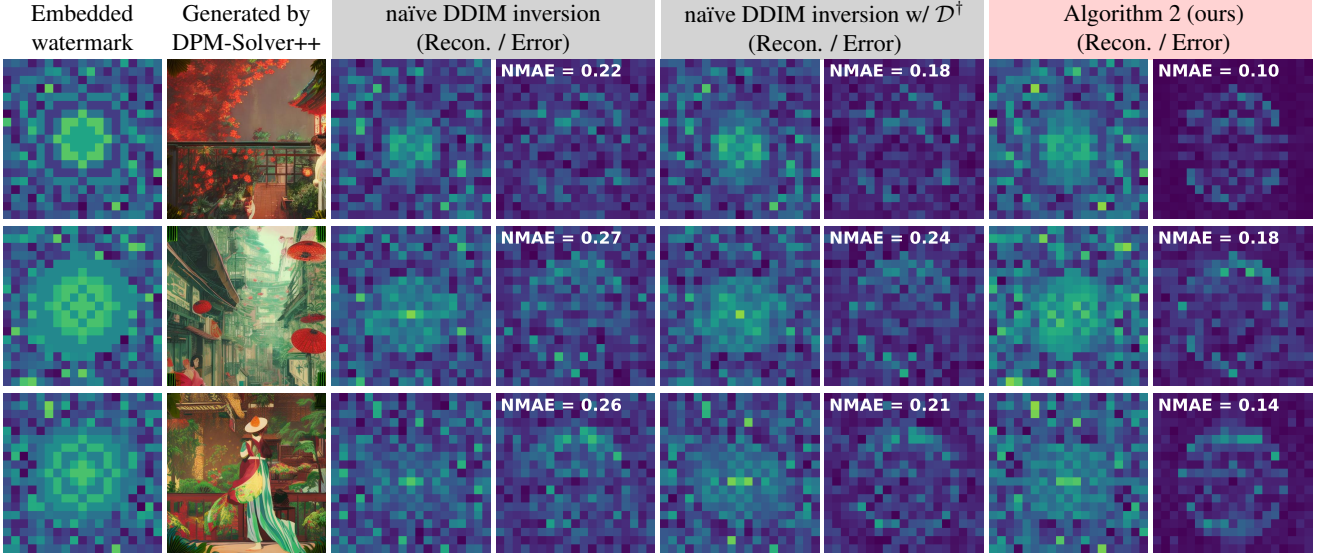 Embedded
watermark
Generated by
DPM-Solver++
naïve DDIM inversion
(Recon. / Error)
naïve DDIM inversion w/ 𝒟†
(Recon. / Error)
Algorithm 2 (ours)
(Recon. / Error)
NMAE = 0.22
NMAE = 0.18
NMAE = 0.10
NMAE = 0.27
NMAE = 0.24
NMAE = 0.18
NMAE = 0.26
NMAE = 0.21
NMAE = 0.14